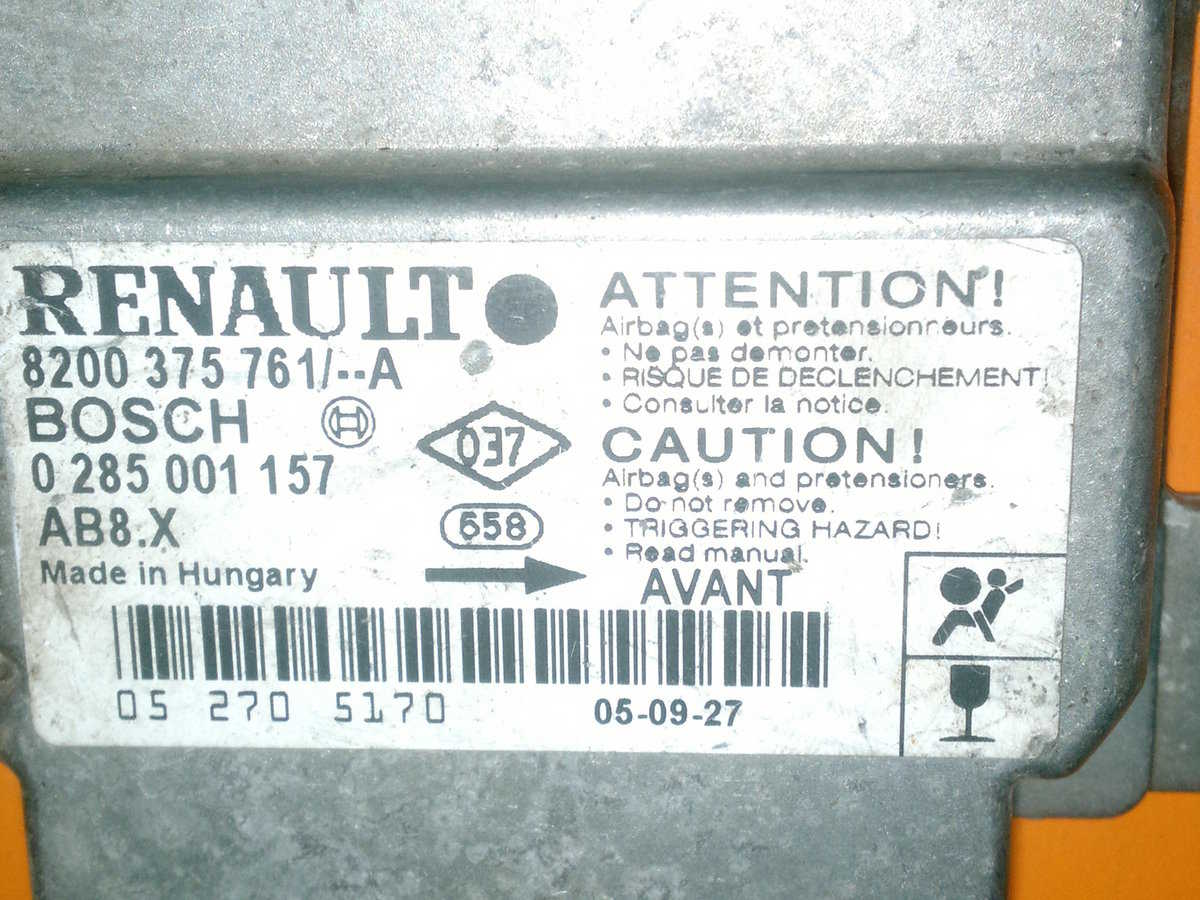 RENAULT
8200 375 761/--A
BOSCH
0 285 001 157
AB8.X
Made in Hungary
037
658
ATTENTION!
Airbag(s) et pretensionneurs.
• Ne pas demonter.
• RISQUE DE DECLENCHEMENT!
• Consulter la notice.
CAUTION!
Airbag(s) and pretensioners.
• Do not remove.
• TRIGGERING HAZARD!
• Read manual.
AVANT
05 270 5170
05-09-27